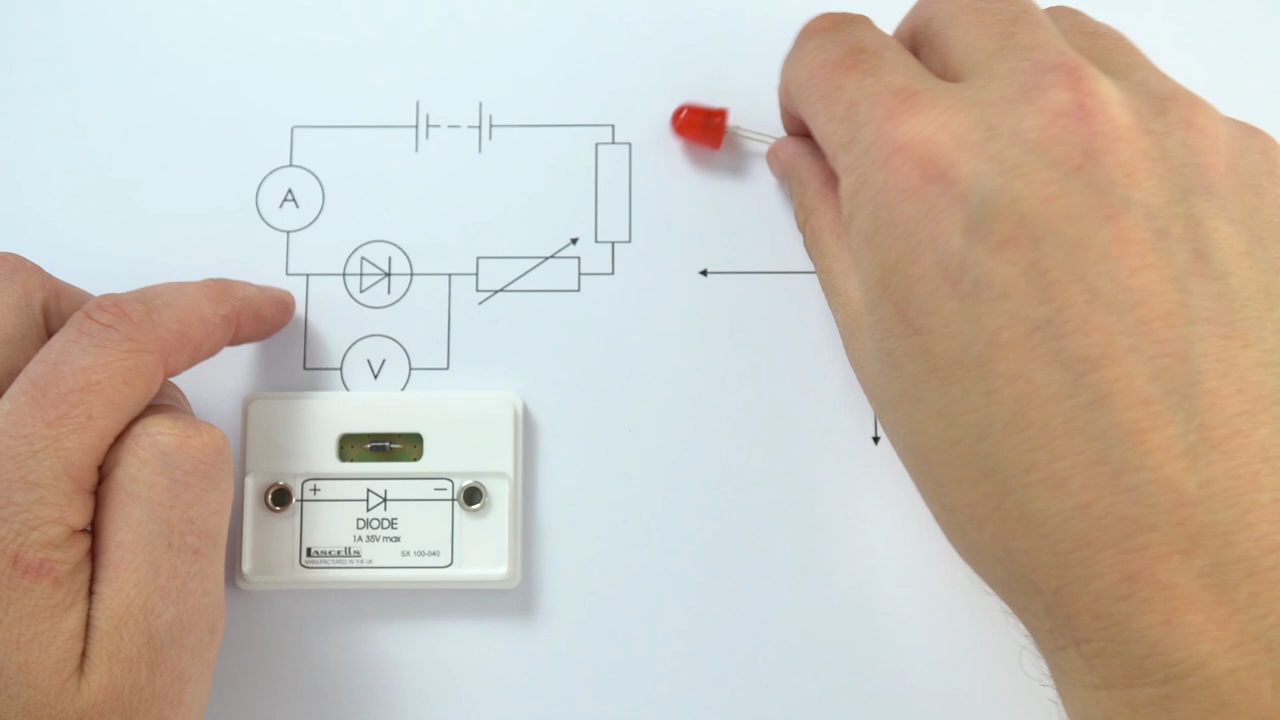 A
V
+ −
DIODE
1A 35V max
LASCELLS SX 100-040
MANUFACTURED IN THE UK